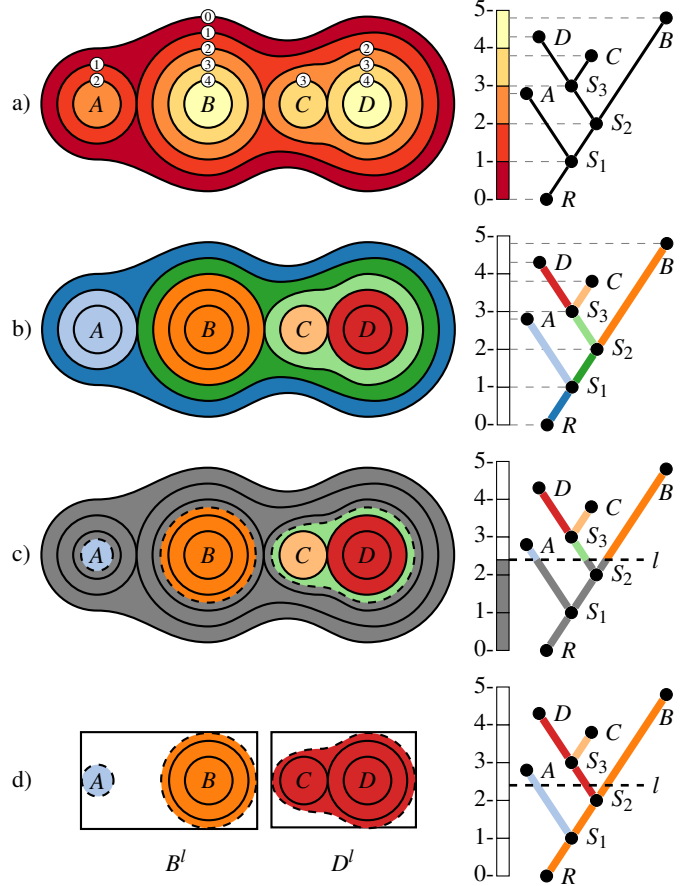 a)
0
1
2
3
4
1
2
3
2
3
4
A
B
C
D
5-
4-
3-
2-
1-
0-
B
D
C
A
S3
S2
S1
R
b)
A
B
C
D
5-
4-
3-
2-
1-
0-
B
D
C
A
S3
S2
S1
R
c)
A
B
C
D
5-
4-
3-
2-
1-
0-
B
D
C
A
S3
l
S2
S1
R
d)
A
B
C
D
B^l
D^l
5-
4-
3-
2-
1-
0-
B
D
C
A
S3
l
S2
S1
R